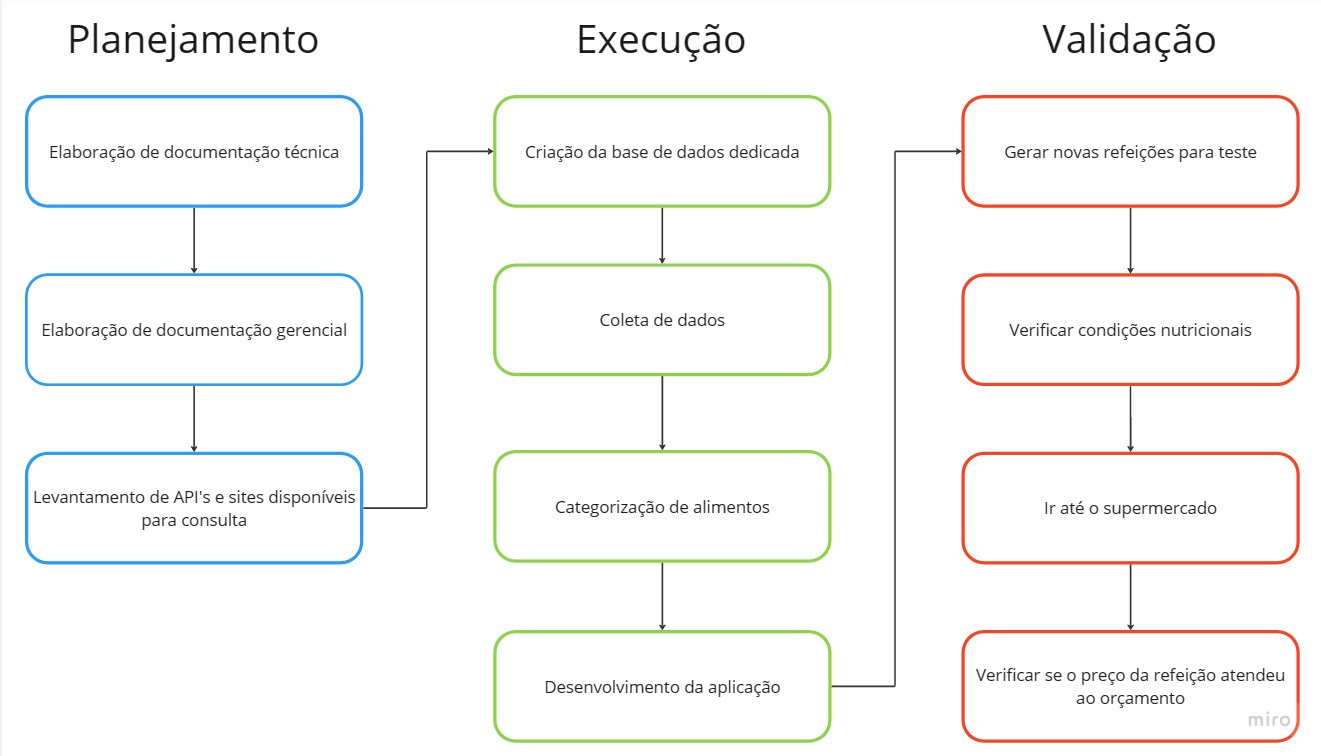 Planejamento
Execução
Validação
Elaboração de documentação técnica
Elaboração de documentação gerencial
Levantamento de API's e sites disponíveis
para consulta
Criação da base de dados dedicada
Coleta de dados
Categorização de alimentos
Desenvolvimento da aplicação
Gerar novas refeições para teste
Verificar condições nutricionais
Ir até o supermercado
Verificar se o preço da refeição atendeu
ao orçamento
miro